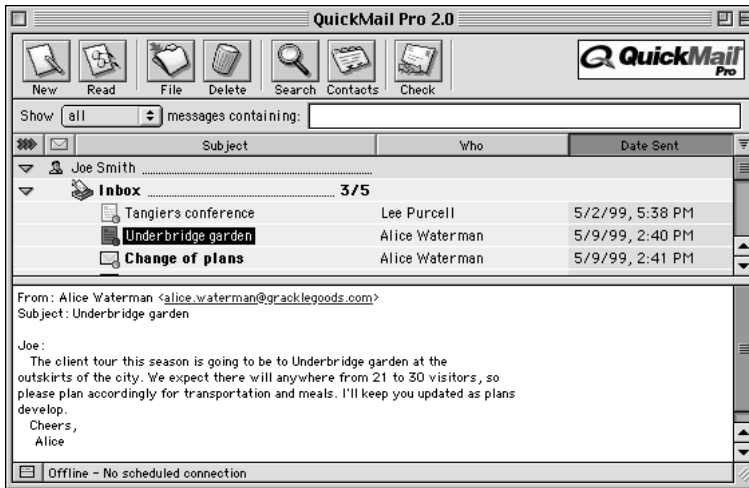 QuickMail Pro 2.0
New Read File Delete Search Contacts Check
QuickMail
Pro
Show all messages containing:
Subject Who Date Sent
Joe Smith
Inbox 3/5
Tangiers conference Lee Purcell 5/2/99, 5:38 PM
Underbridge garden Alice Waterman 5/9/99, 2:40 PM
Change of plans Alice Waterman 5/9/99, 2:41 PM
From: Alice Waterman <alice.waterman@gracklegoods.com>
Subject: Underbridge garden
Joe:
The client tour this season is going to be to Underbridge garden at the
outskirts of the city. We expect there will anywhere from 21 to 30 visitors, so
please plan accordingly for transportation and meals. I'll keep you updated as plans
develop.
Cheers,
Alice
Offline - No scheduled connection